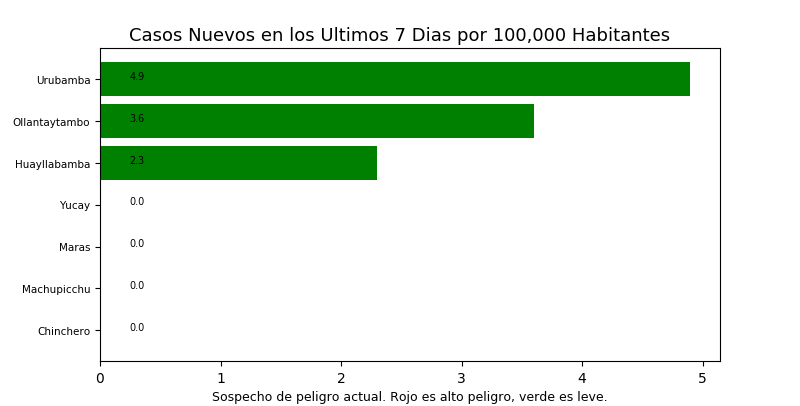 Casos Nuevos en los Ultimos 7 Dias por 100,000 Habitantes
Urubamba 4.9
Ollantaytambo 3.6
Huayllabamba 2.3
Yucay 0.0
Maras 0.0
Machupicchu 0.0
Chinchero 0.0
0 1 2 3 4 5
Sospecho de peligro actual. Rojo es alto peligro, verde es leve.